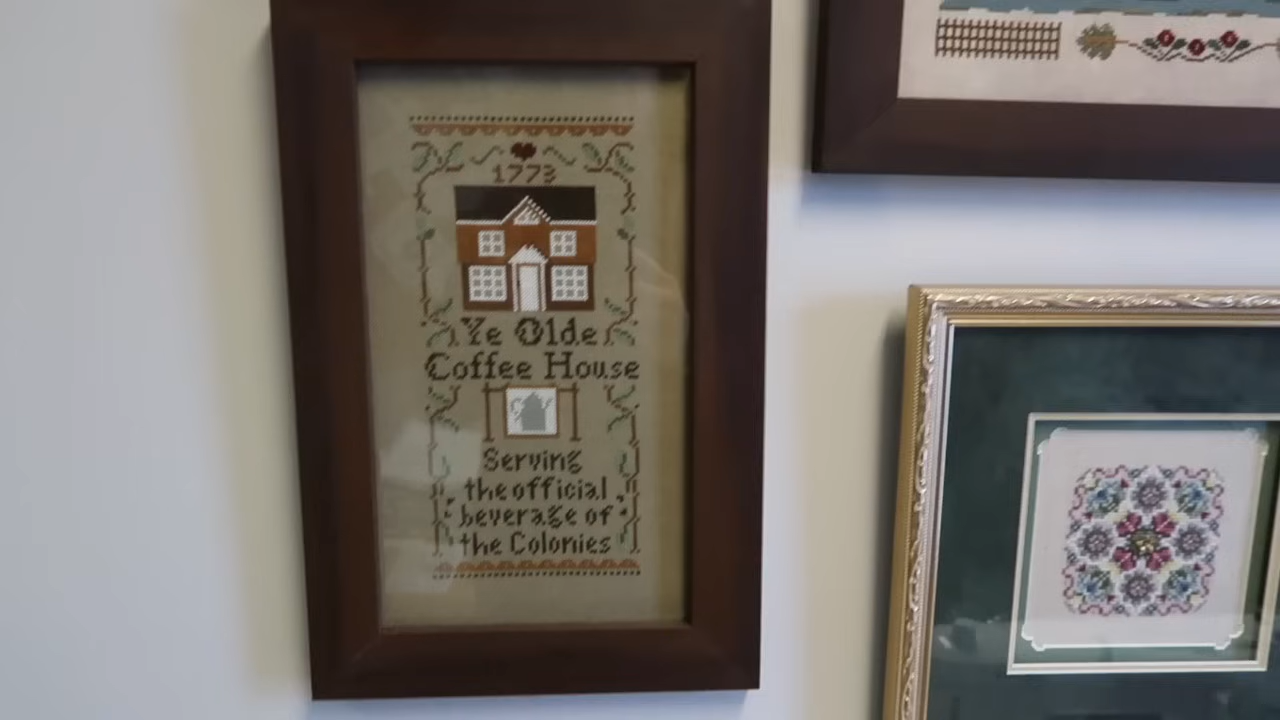 1773
Ye Olde
Coffee House
Serving
the official
beverage of
the Colonies